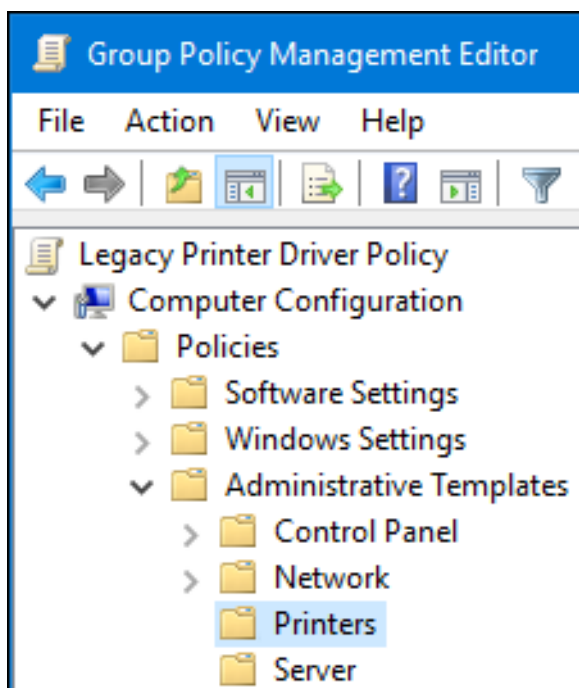 Group Policy Management Editor
File Action View Help
Legacy Printer Driver Policy
Computer Configuration
Policies
Software Settings
Windows Settings
Administrative Templates
Control Panel
Network
Printers
Server